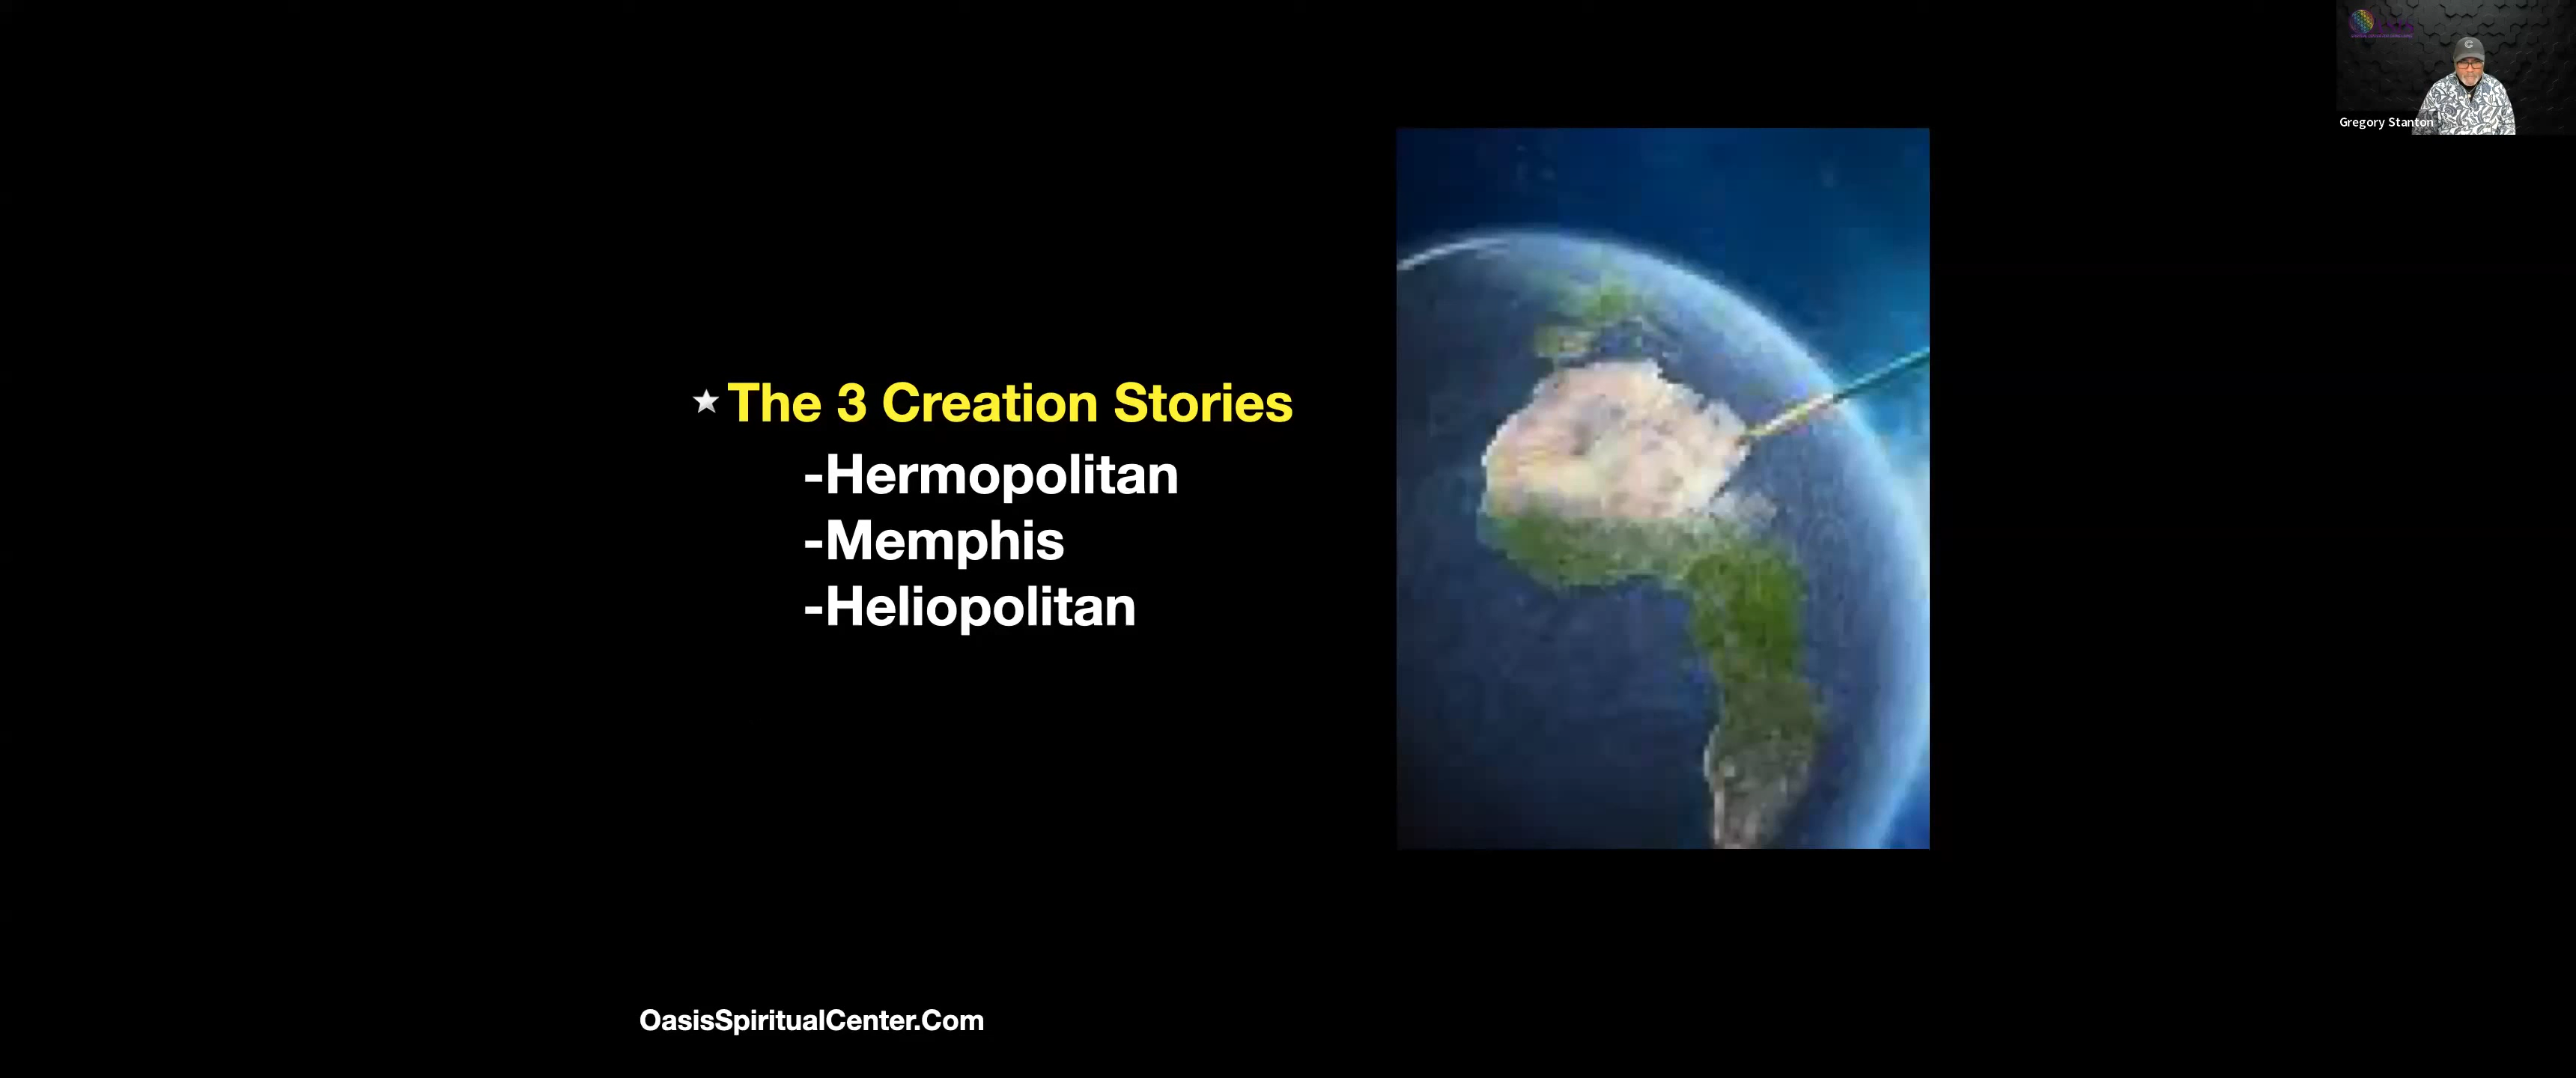 Gregory Stanton
★ The 3 Creation Stories
-Hermopolitan
-Memphis
-Heliopolitan
OasisSpiritualCenter.Com